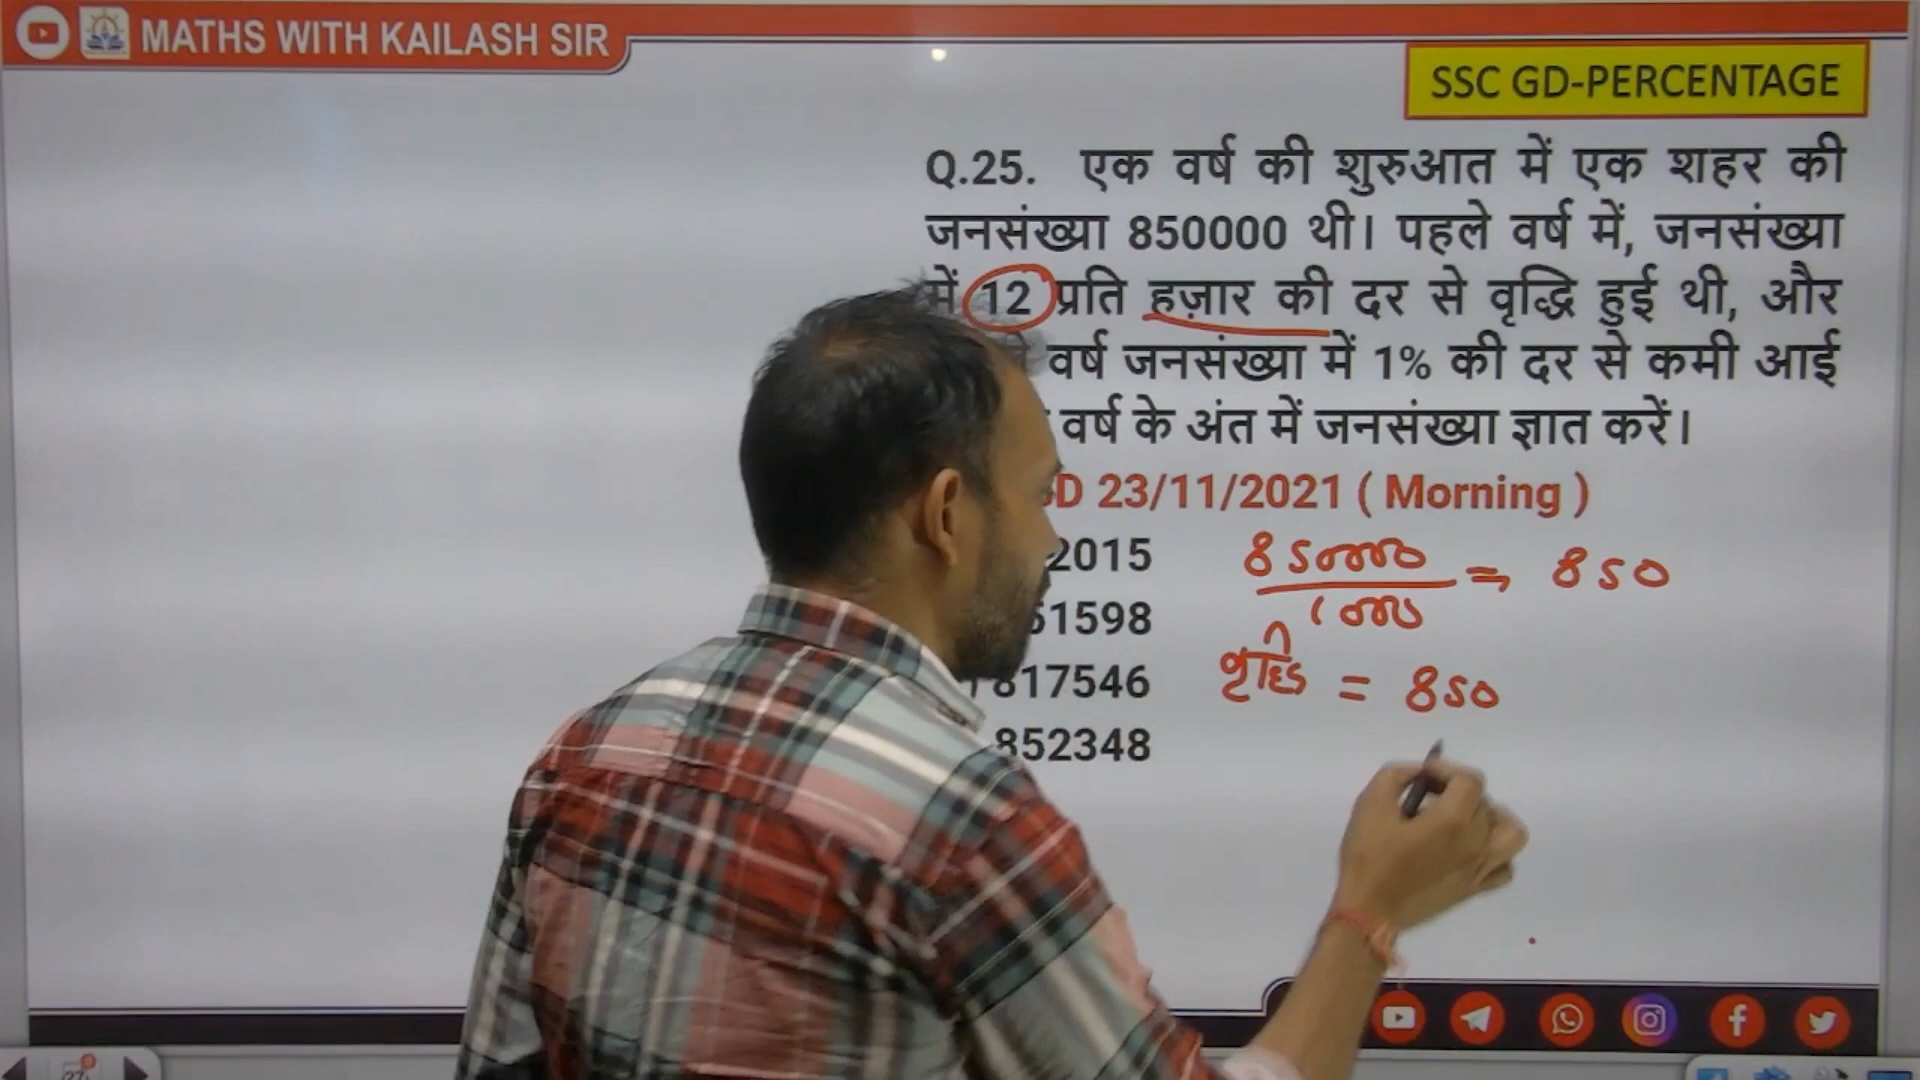 MATHS WITH KAILASH SIR
SSC GD-PERCENTAGE
Q.25. एक वर्ष की शुरुआत में एक शहर की
जनसंख्या 850000 थी। पहले वर्ष में, जनसंख्या
में 12 प्रति हज़ार की दर से वृद्धि हुई थी, और
वर्ष जनसंख्या में 1% की दर से कमी आई
वर्ष के अंत में जनसंख्या ज्ञात करें।
D 23/11/2021 ( Morning )
2015
51598
817546
852348
850000
1000
=, 850
वृद्धि = 850